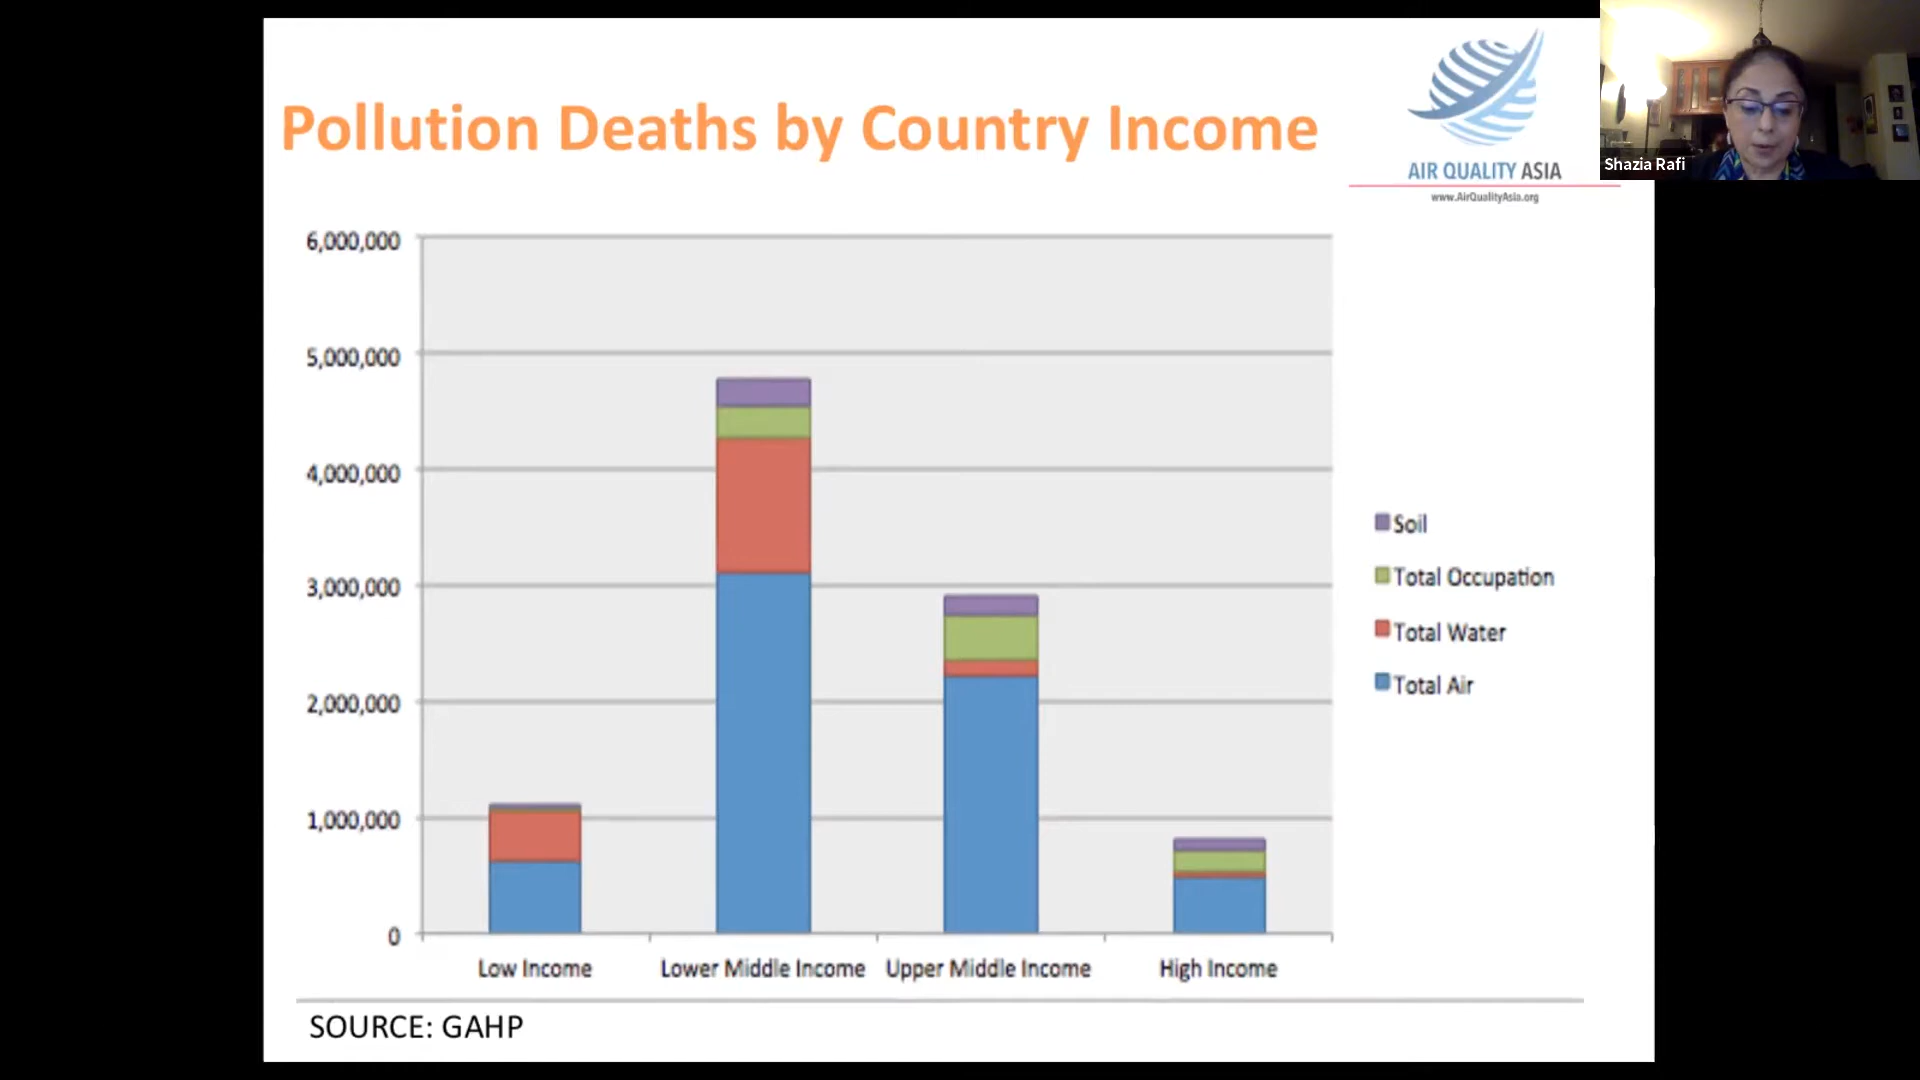 Pollution Deaths by Country Income
AIR QUALITY ASIA
www.AirQualityAsia.org
Shazia Rafi
6,000,000
5,000,000
4,000,000
3,000,000
2,000,000
1,000,000
0
Soil
Total Occupation
Total Water
Total Air
Low Income
Lower Middle Income
Upper Middle Income
High Income
SOURCE: GAHP